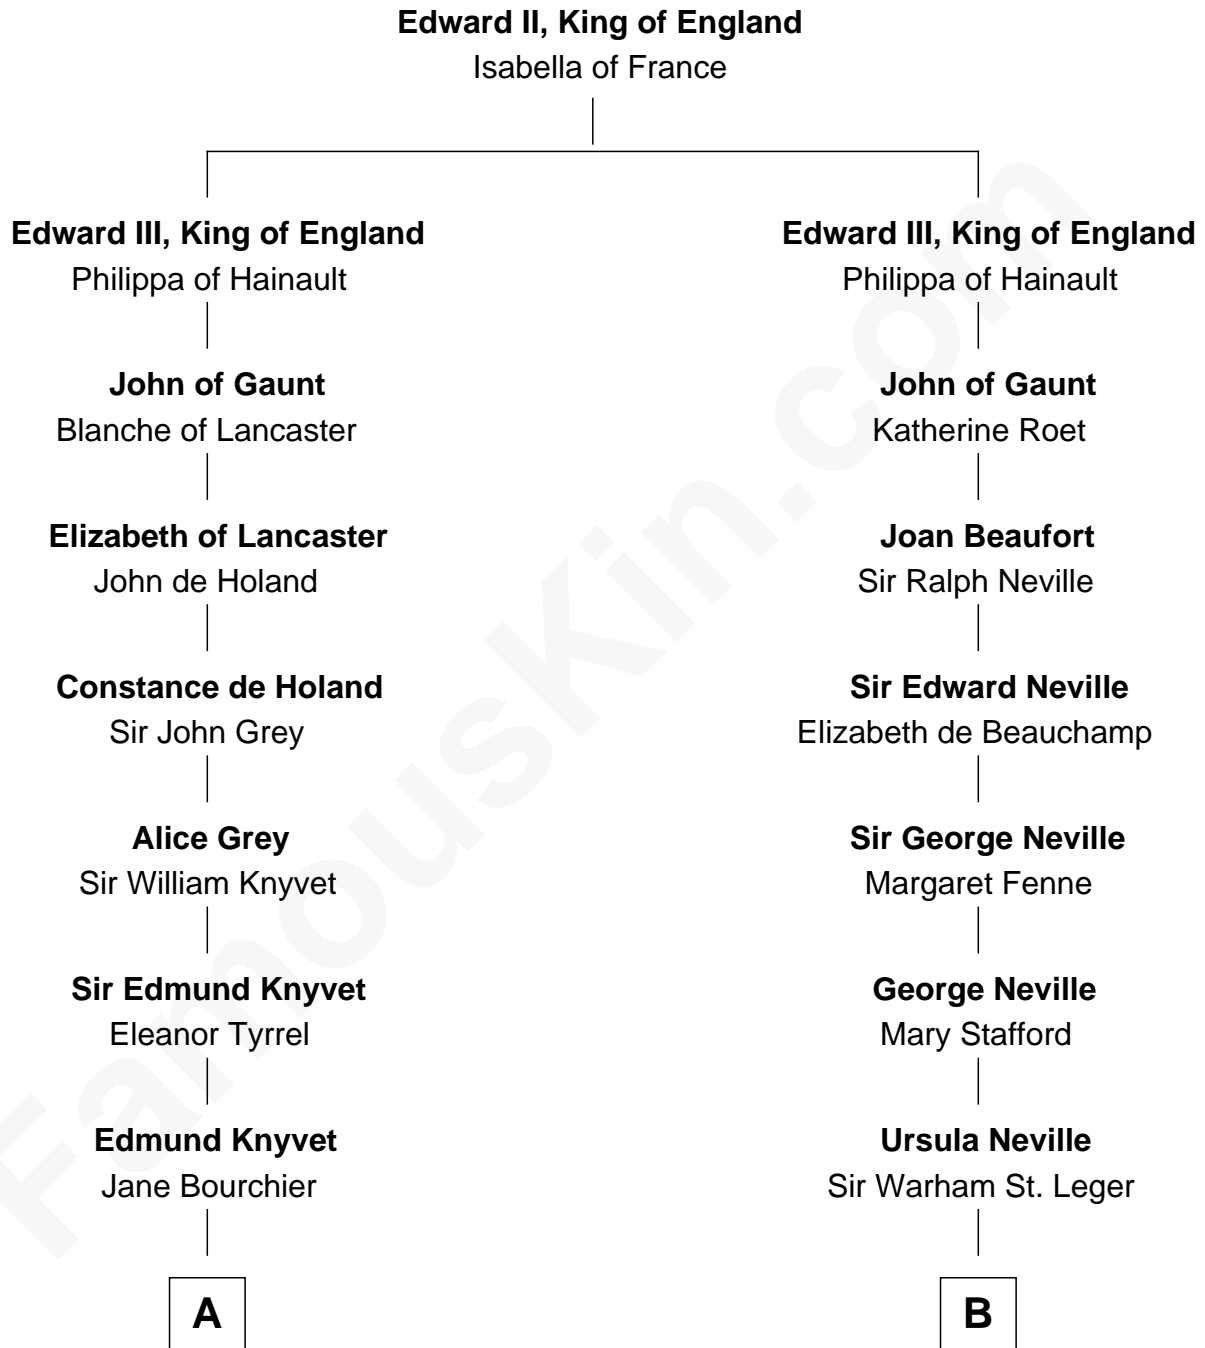 Edward II, King of England
Isabella of France
Edward III, King of England
Philippa of Hainault
John of Gaunt
Blanche of Lancaster
Elizabeth of Lancaster
John de Holand
Constance de Holand
Sir John Grey
Alice Grey
Sir William Knyvet
Sir Edmund Knyvet
Eleanor Tyrrel
Edmund Knyvet
Jane Bourchier
A
Edward III, King of England
Philippa of Hainault
John of Gaunt
Katherine Roet
Joan Beaufort
Sir Ralph Neville
Sir Edward Neville
Elizabeth de Beauchamp
Sir George Neville
Margaret Fenne
George Neville
Mary Stafford
Ursula Neville
Sir Warham St. Leger
B
FamousKin.com